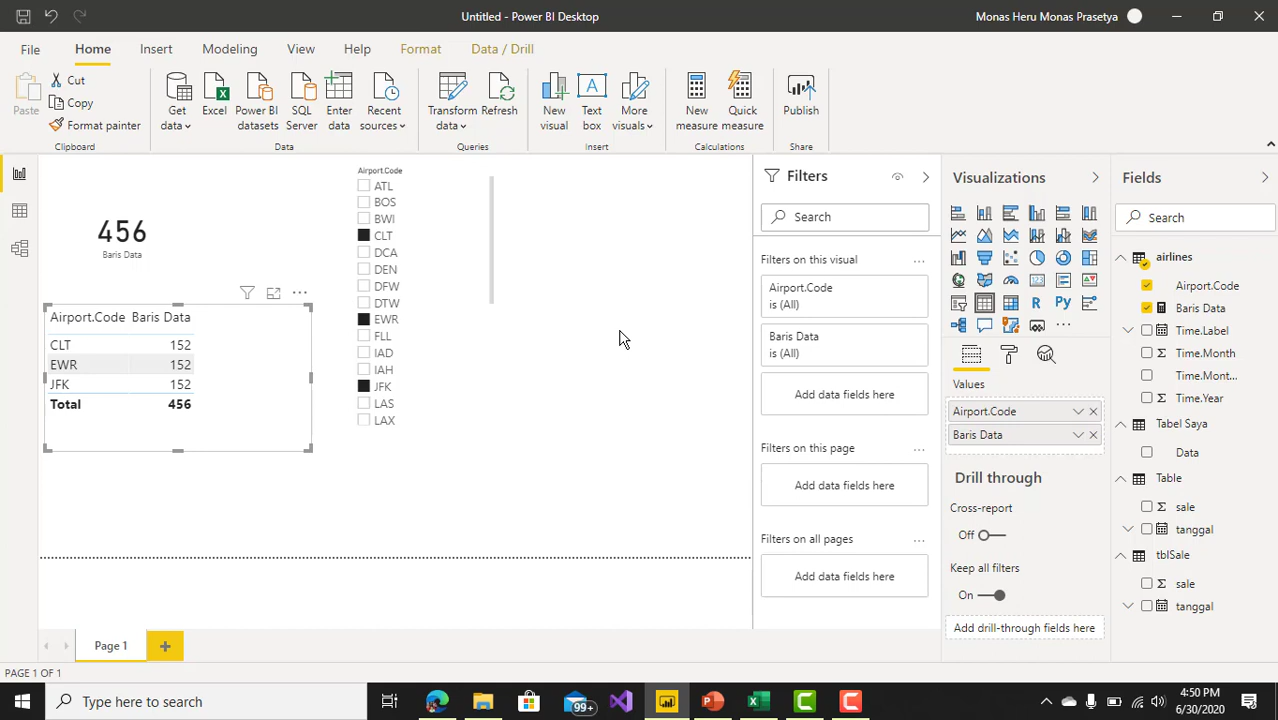 Untitled - Power BI Desktop
Monas Heru Monas Prasetya
File Home Insert Modeling View Help Format Data / Drill
Paste
Cut
Copy
Format painter
Clipboard
Get data
Excel
Power BI datasets
SQL Server
Enter data
Recent sources
Data
Transform data
Refresh
Queries
New visual
Text box
More visuals
Insert
New measure
Quick measure
Calculations
Publish
Share
456
Baris Data
Airport.Code Baris Data
CLT 152
EWR 152
JFK 152
Total 456
Airport.Code
ATL
BOS
BWI
CLT
DCA
DEN
DFW
DTW
EWR
FLL
IAD
IAH
JFK
LAS
LAX
Filters
Search
Filters on this visual ...
Airport.Code
is (All)
Baris Data
is (All)
Add data fields here
Filters on this page ...
Add data fields here
Filters on all pages ...
Add data fields here
Visualizations
R Py
Values
Airport.Code
Baris Data
Drill through
Cross-report
Off
Keep all filters
On
Add drill-through fields here
Fields
Search
airlines
Airport.Code
Baris Data
Time.Label
Time.Month
Time.Mont...
Time.Year
Tabel Saya
Data
Table
sale
tanggal
tblSale
sale
tanggal
Page 1
PAGE 1 OF 1
Type here to search
99+
4:50 PM
6/30/2020